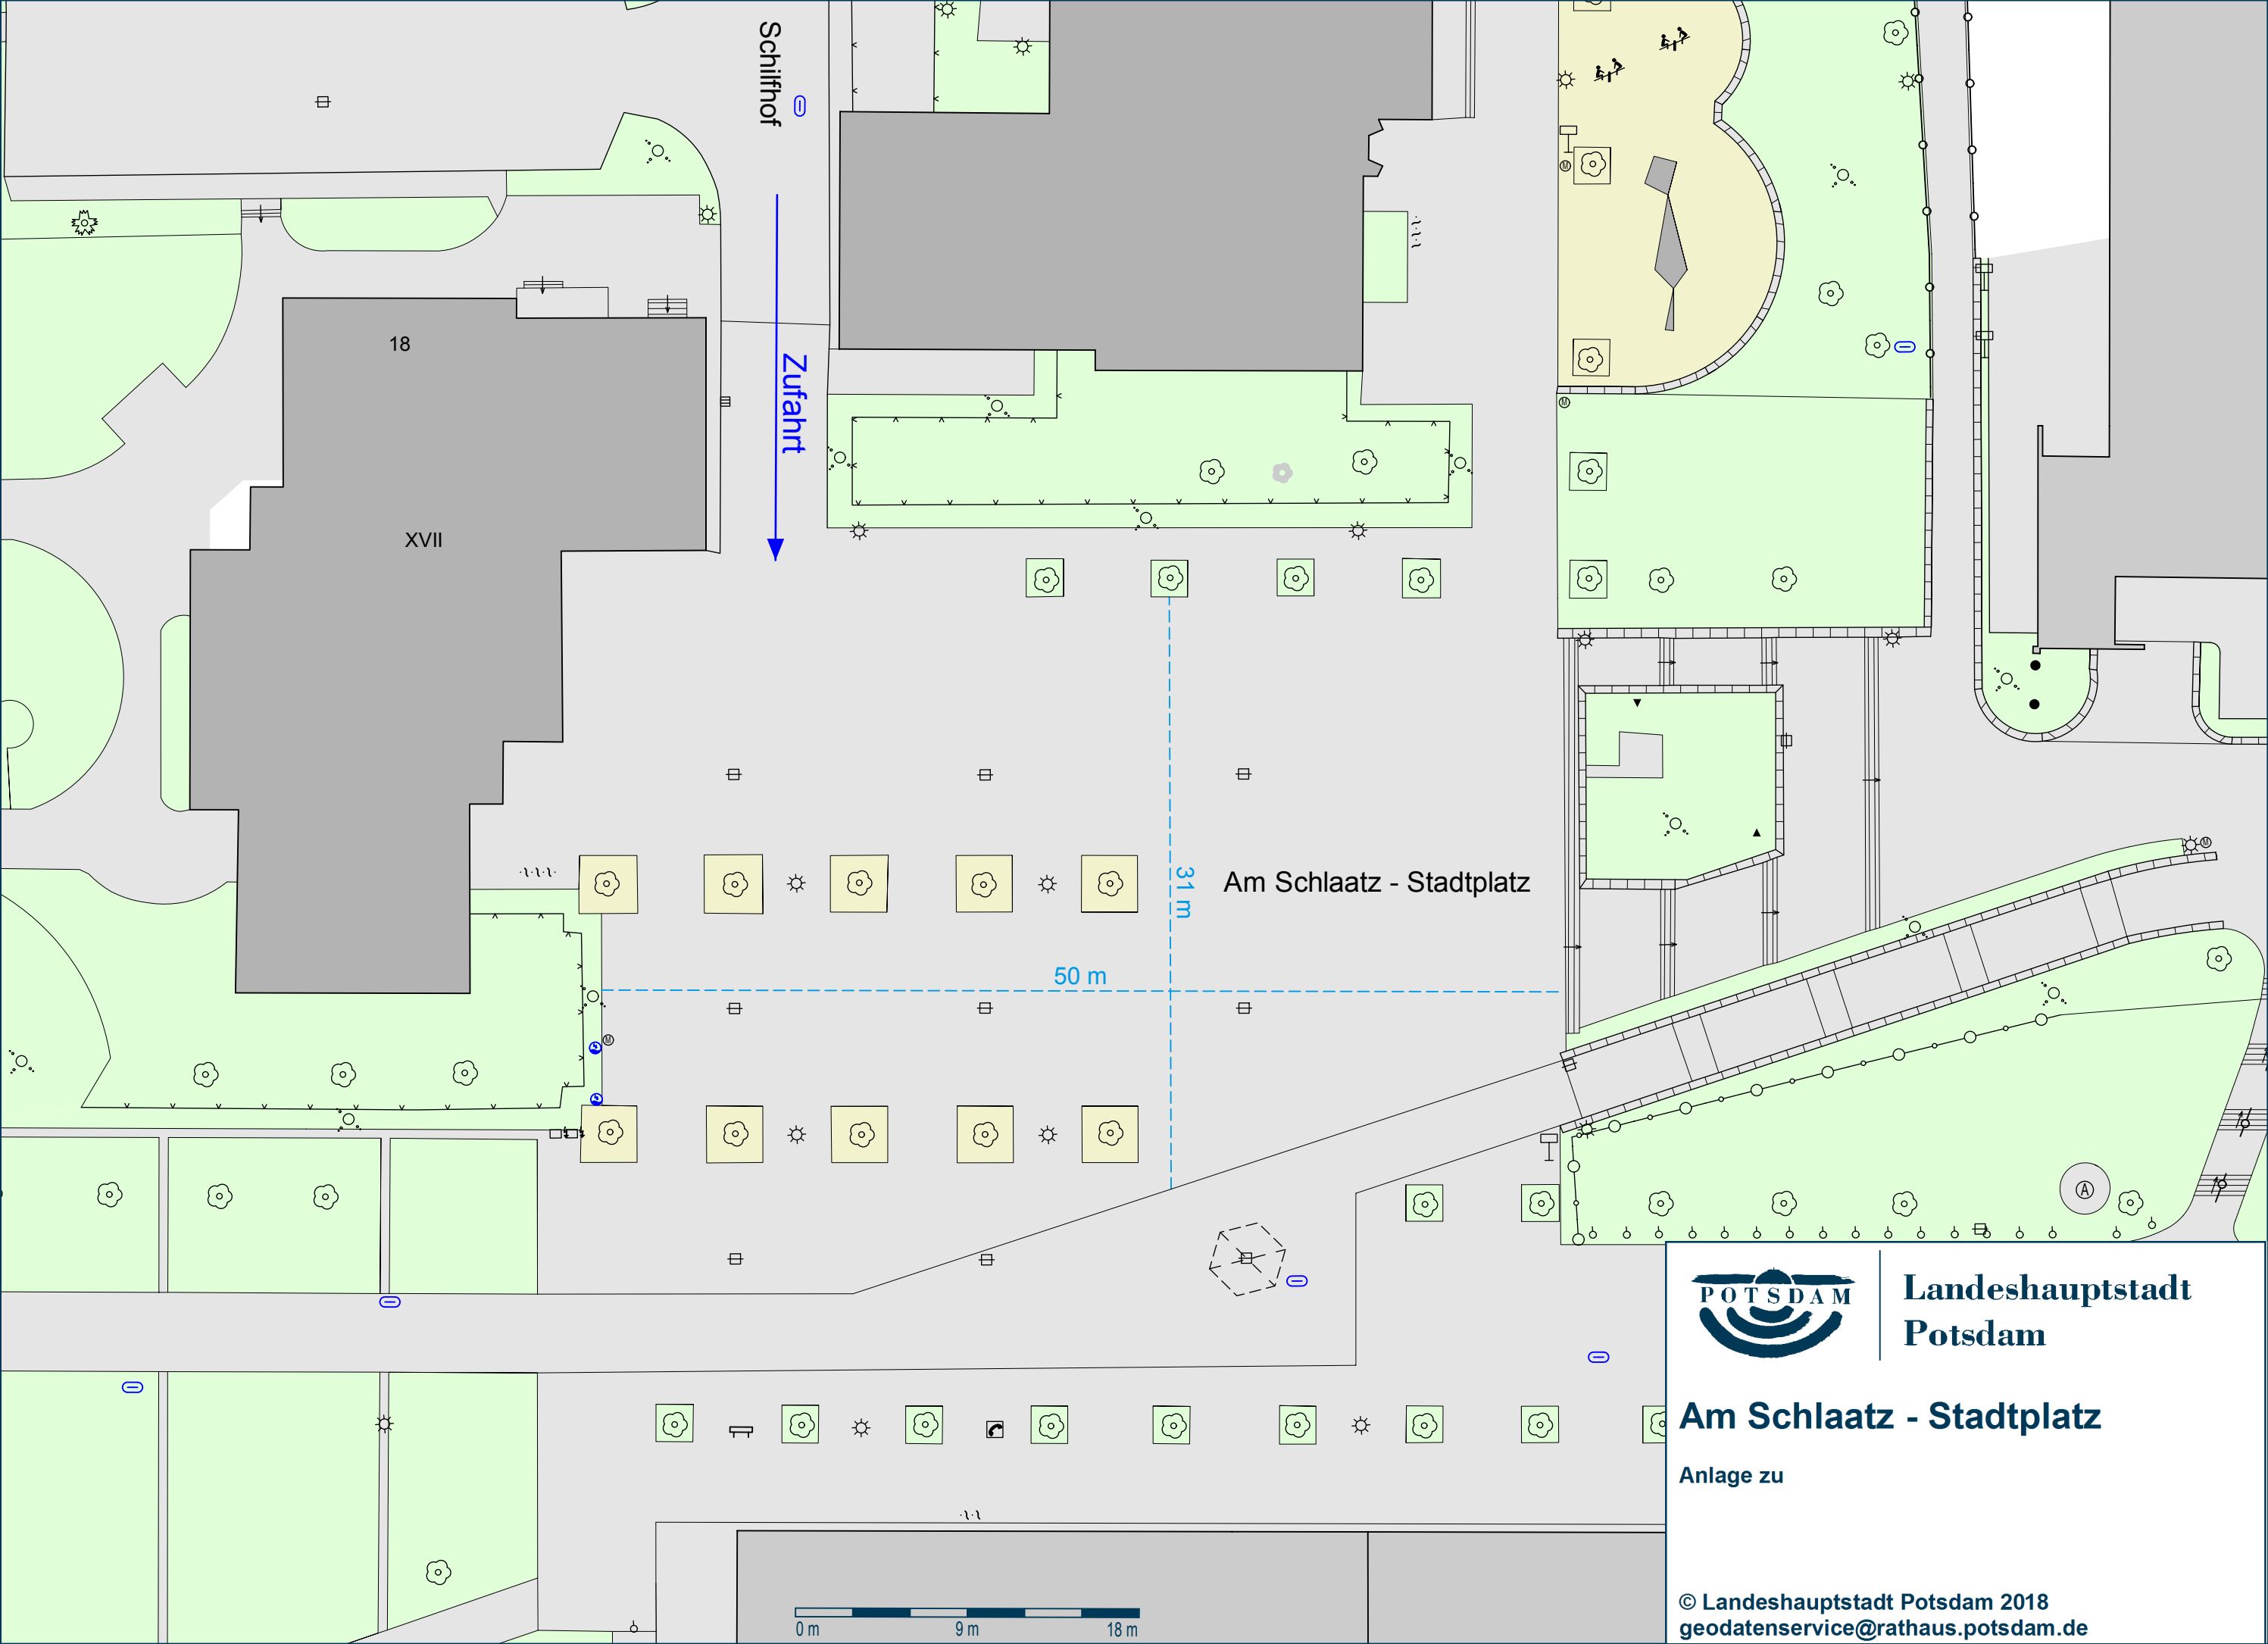 Schilfhof
18
Zufahrt
XVII
M
M
31 m
Am Schlaatz - Stadtplatz
M
50 m
M
A
POTSDAM
Landeshauptstadt
Potsdam
Am Schlaatz - Stadtplatz
Anlage zu
© Landeshauptstadt Potsdam 2018
geodatenservice@rathaus.potsdam.de
0 m
9 m
18 m